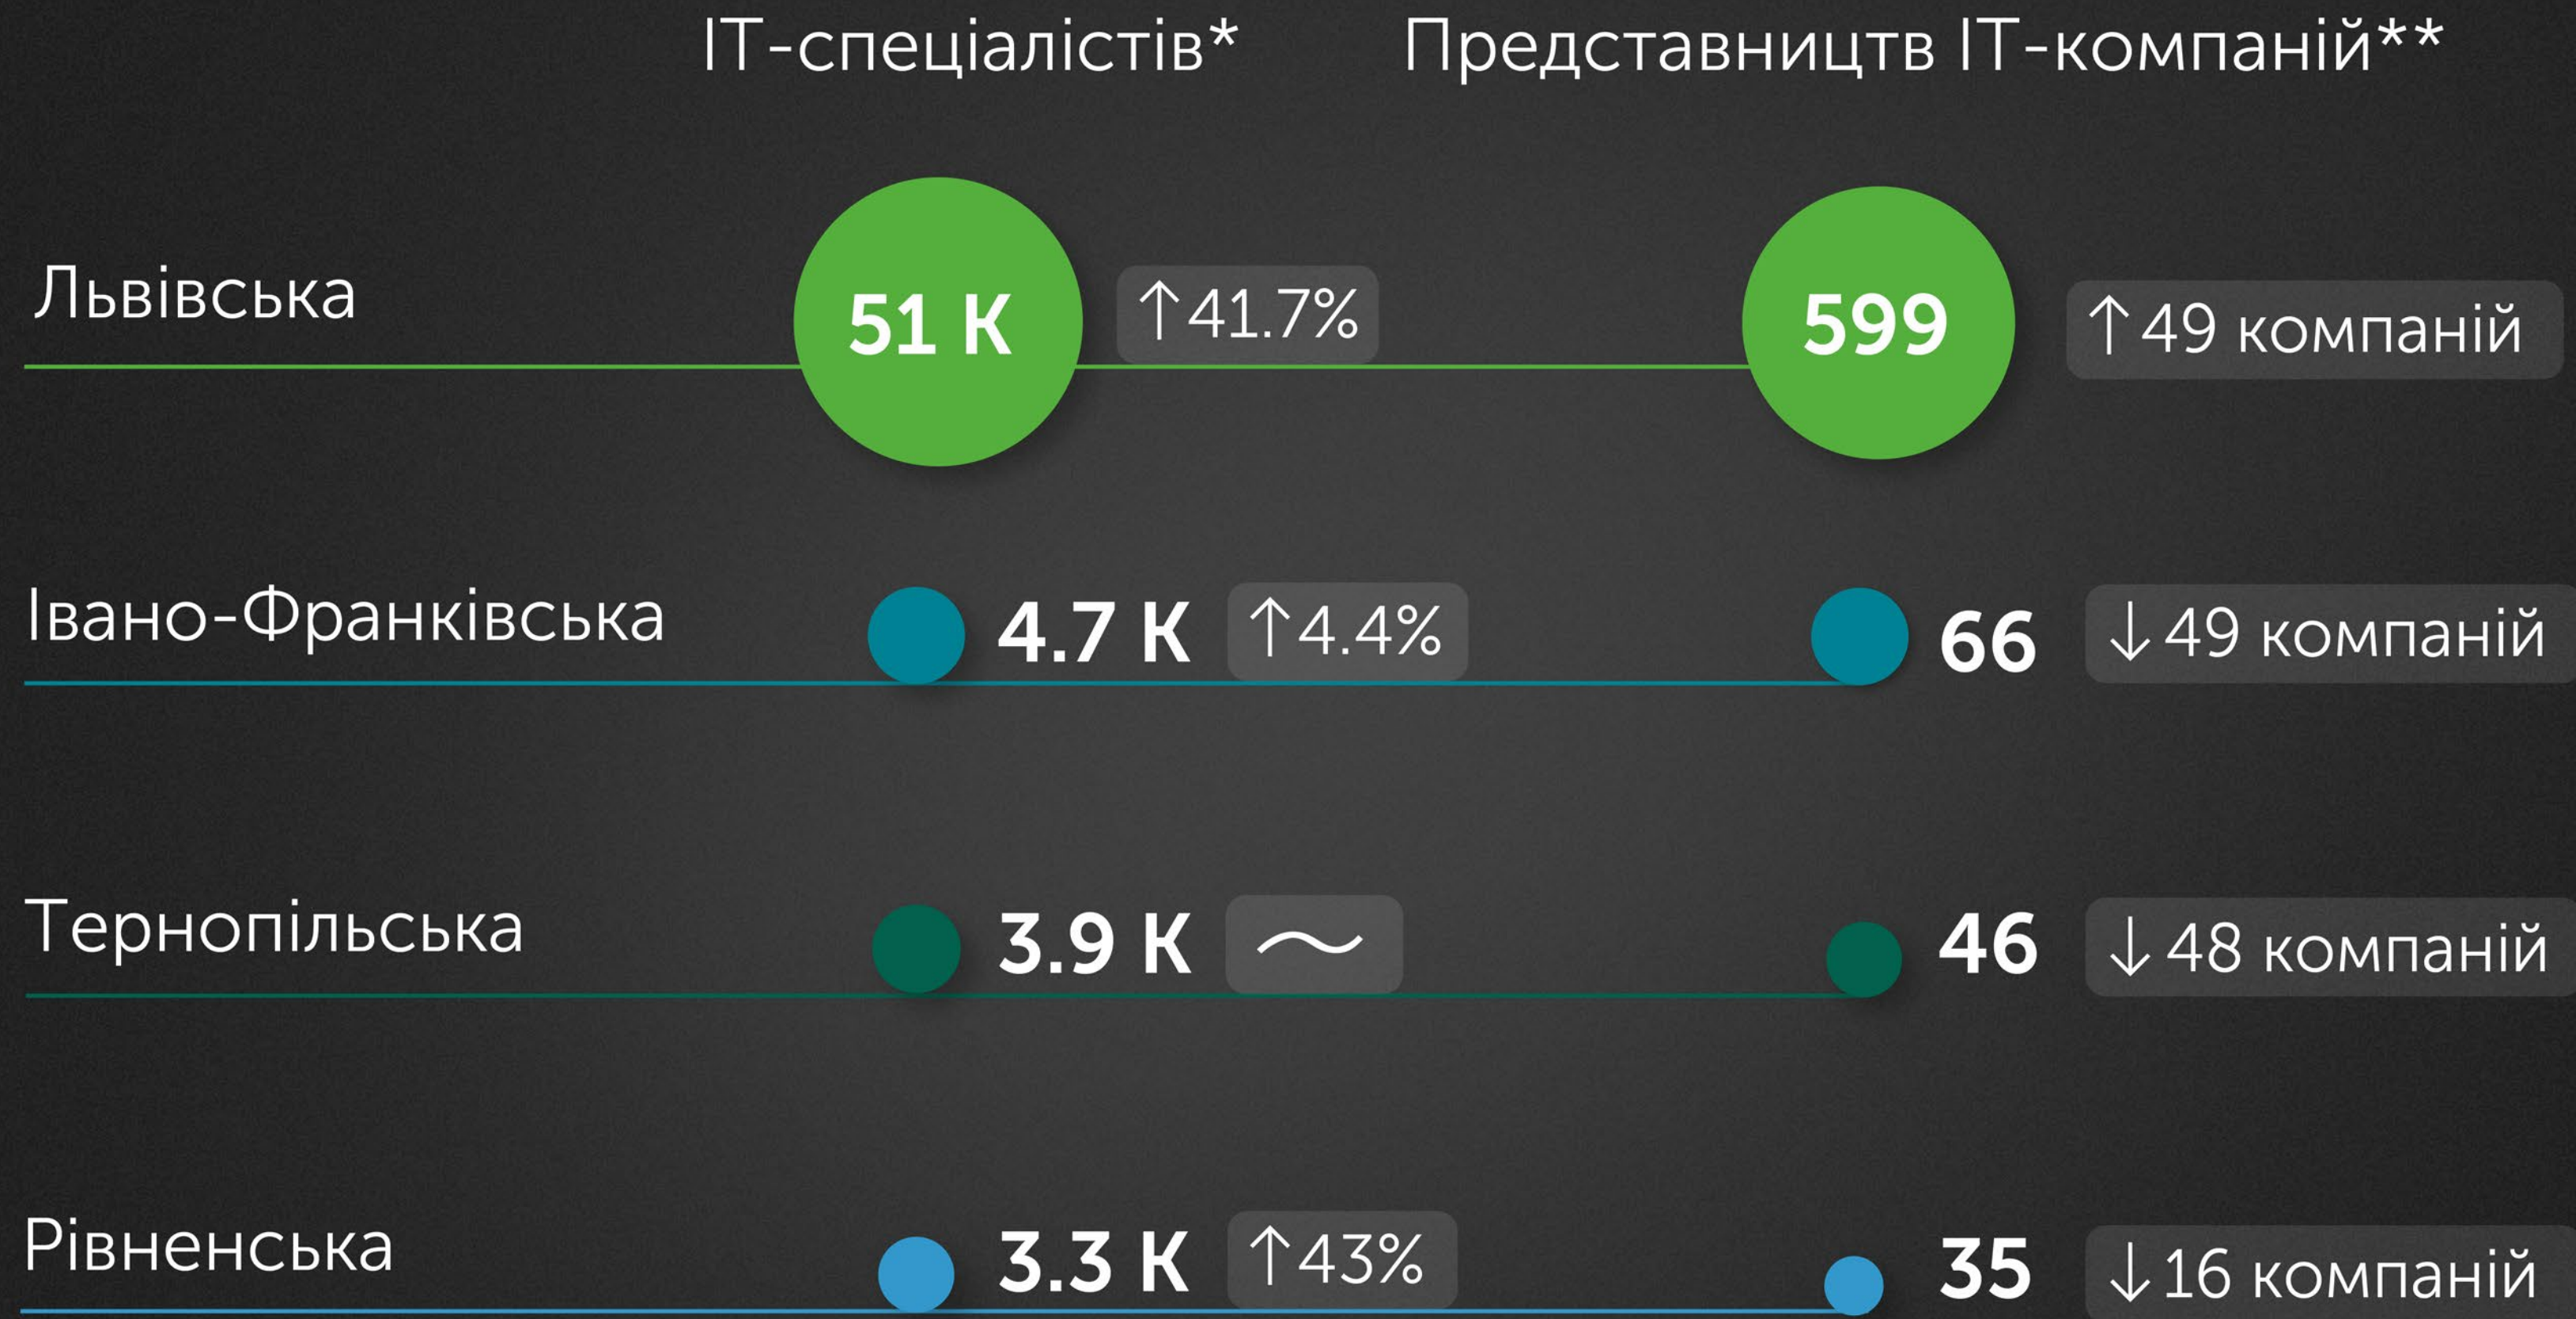 ІТ-спеціалістів* Представництв ІТ-компаній**
Львівська 51 К ↑41.7% 599 ↑49 компаній
Івано-Франківська 4.7 К ↑4.4% 66 ↓49 компаній
Тернопільська 3.9 К ~ 46 ↓48 компаній
Рівненська 3.3 К ↑43% 35 ↓16 компаній